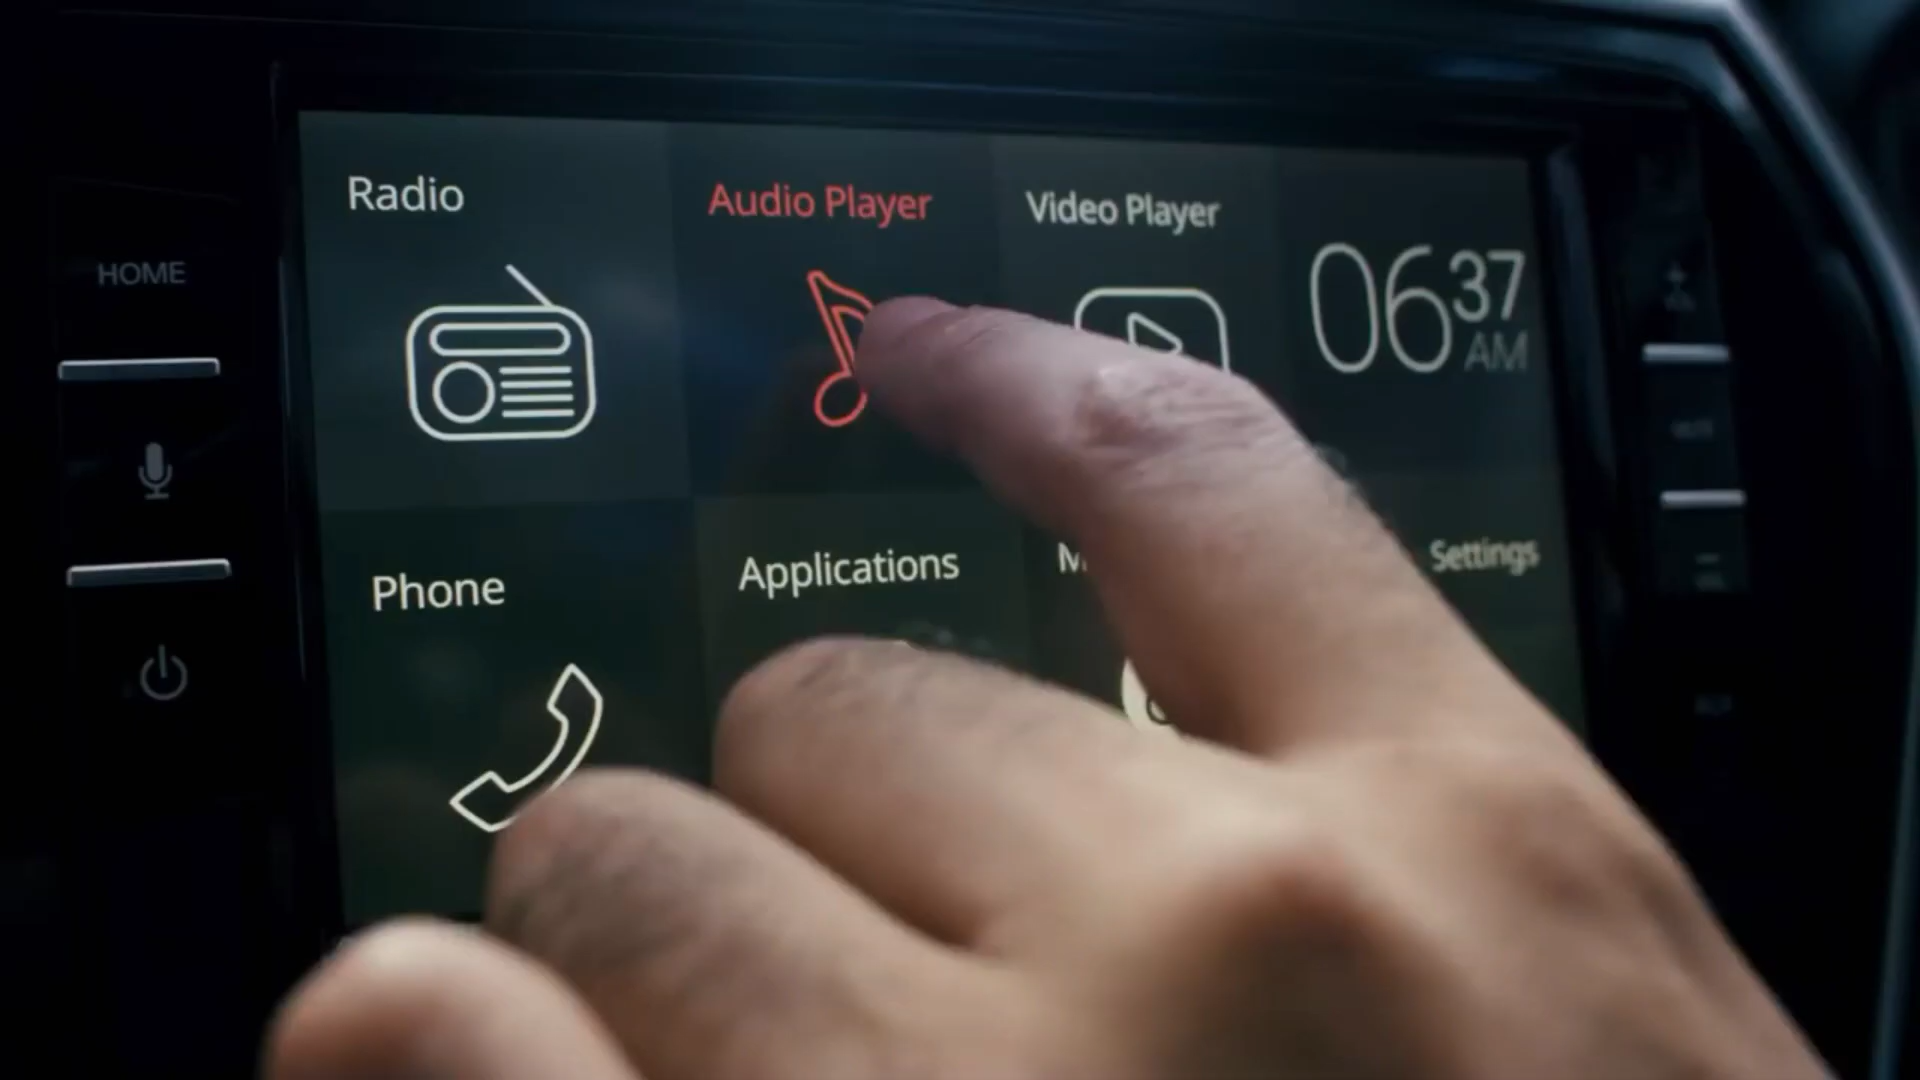 HOME
Radio
Audio Player
Video Player
06 37
AM
Phone
Applications
M
Settings